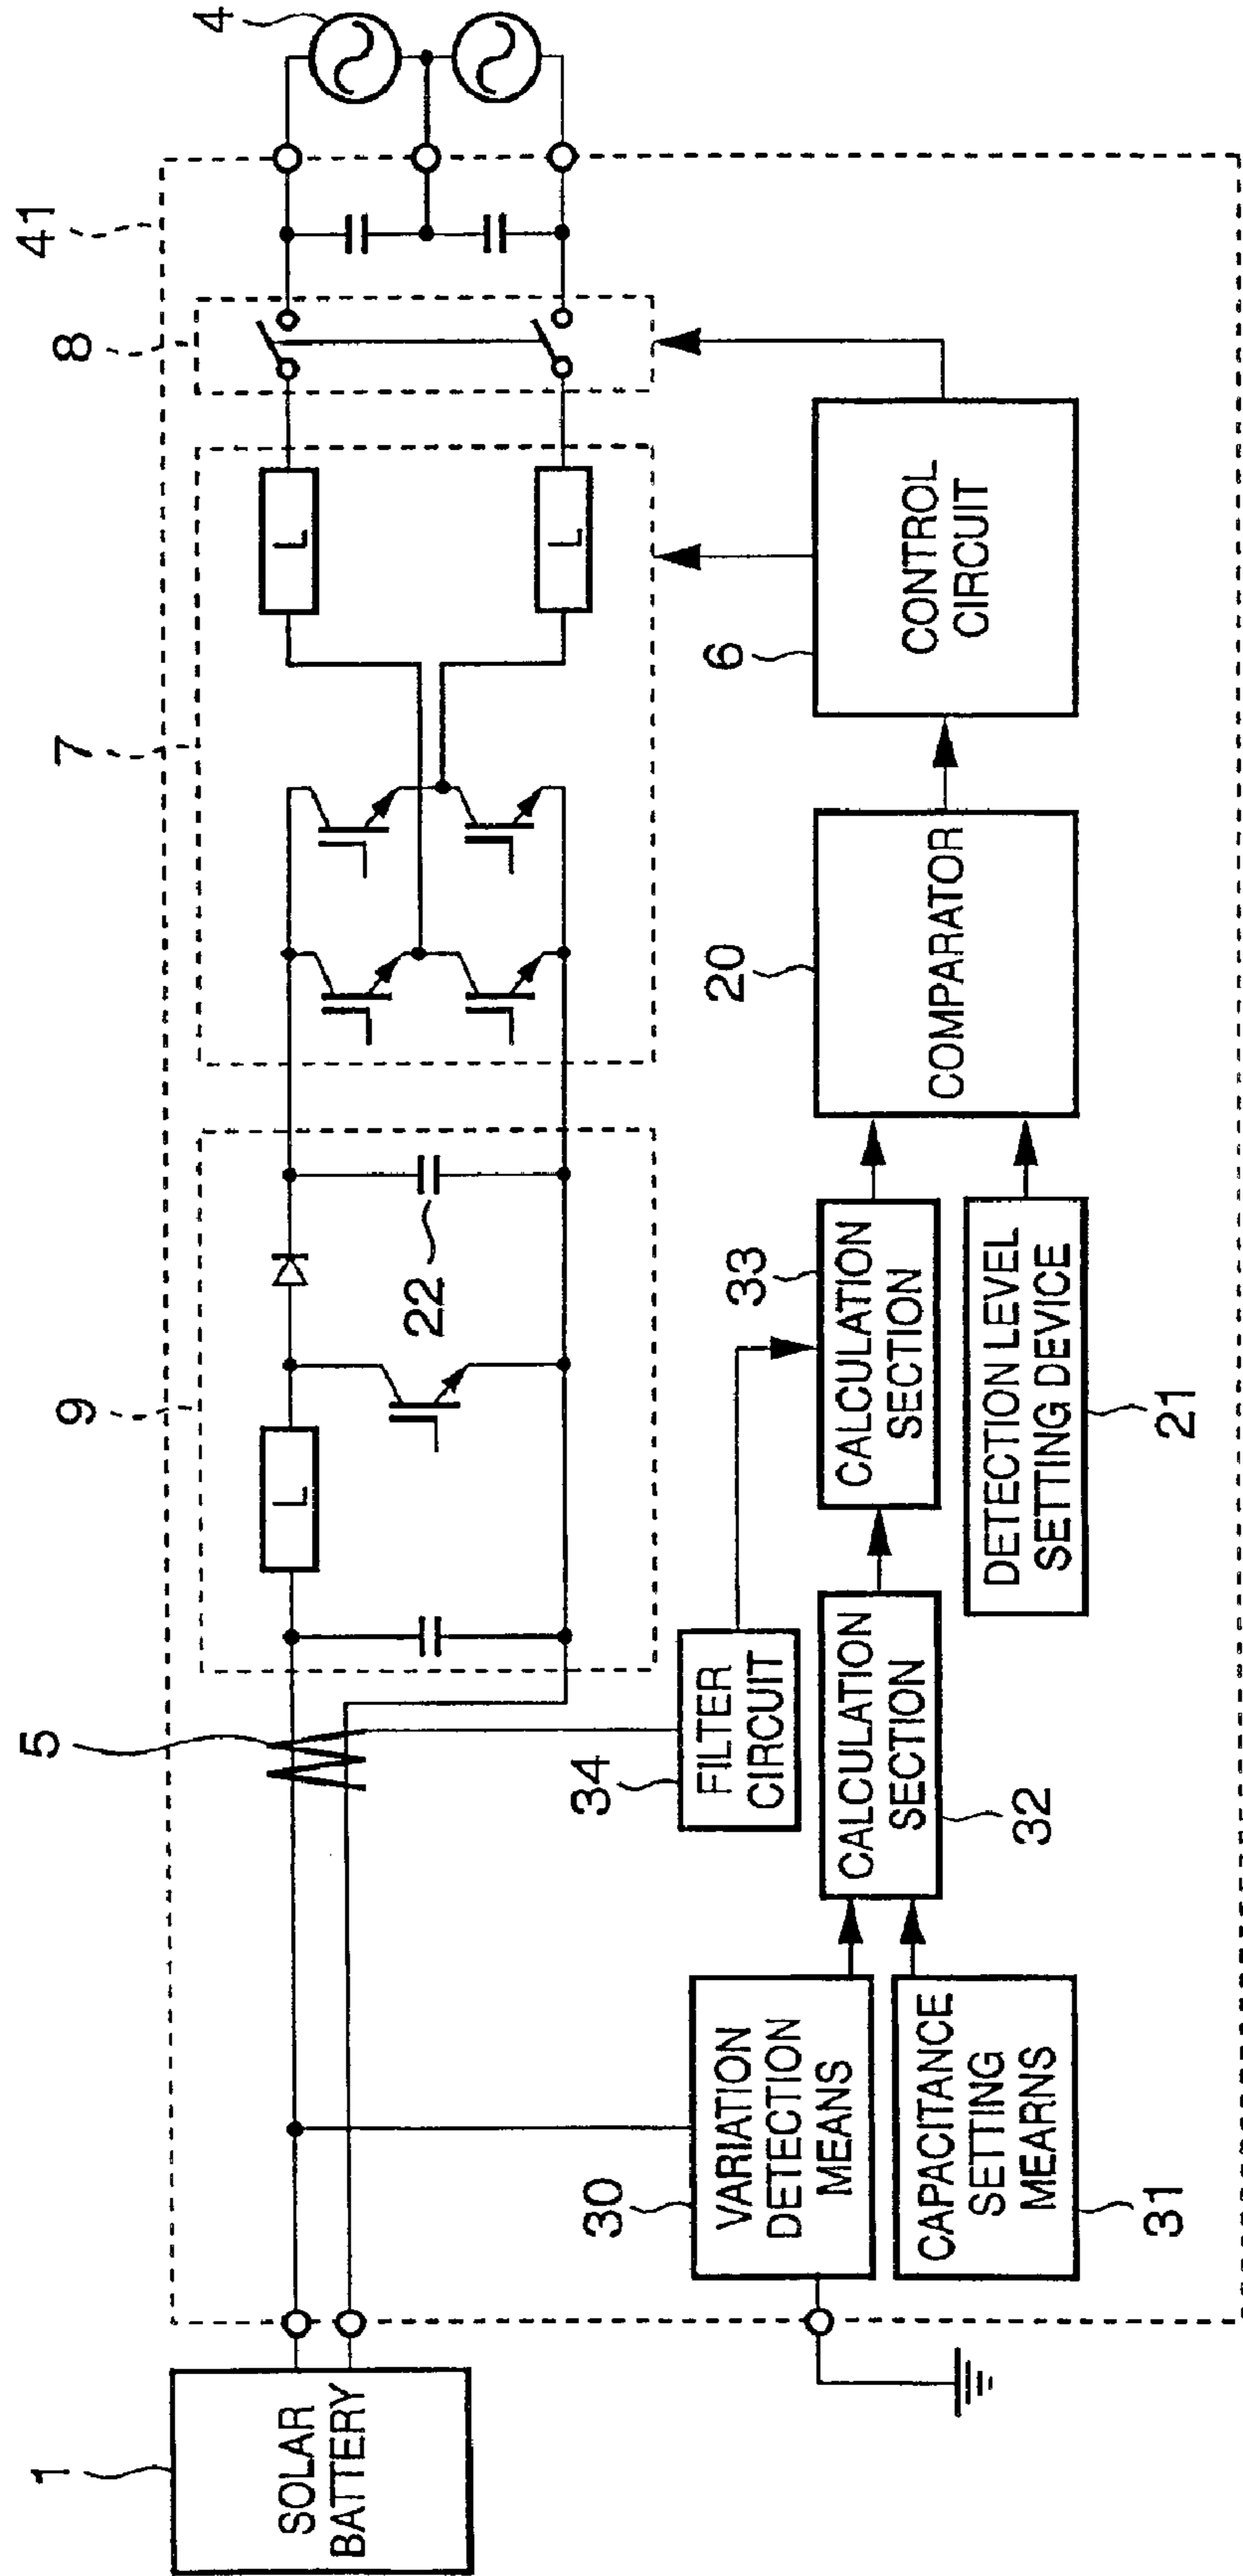 1
SOLAR
BATTERY
5
9
L
22
7
L
L
8
41
4
34
FILTER
CIRCUIT
30
VARIATION
DETECTION
MEANS
CAPACITANCE
SETTING
MEARNS
31
CALCULATION
SECTION
32
33
CALCULATION
SECTION
DETECTION LEVEL
SETTING DEVICE
21
20
COMPARATOR
6
CONTROL
CIRCUIT